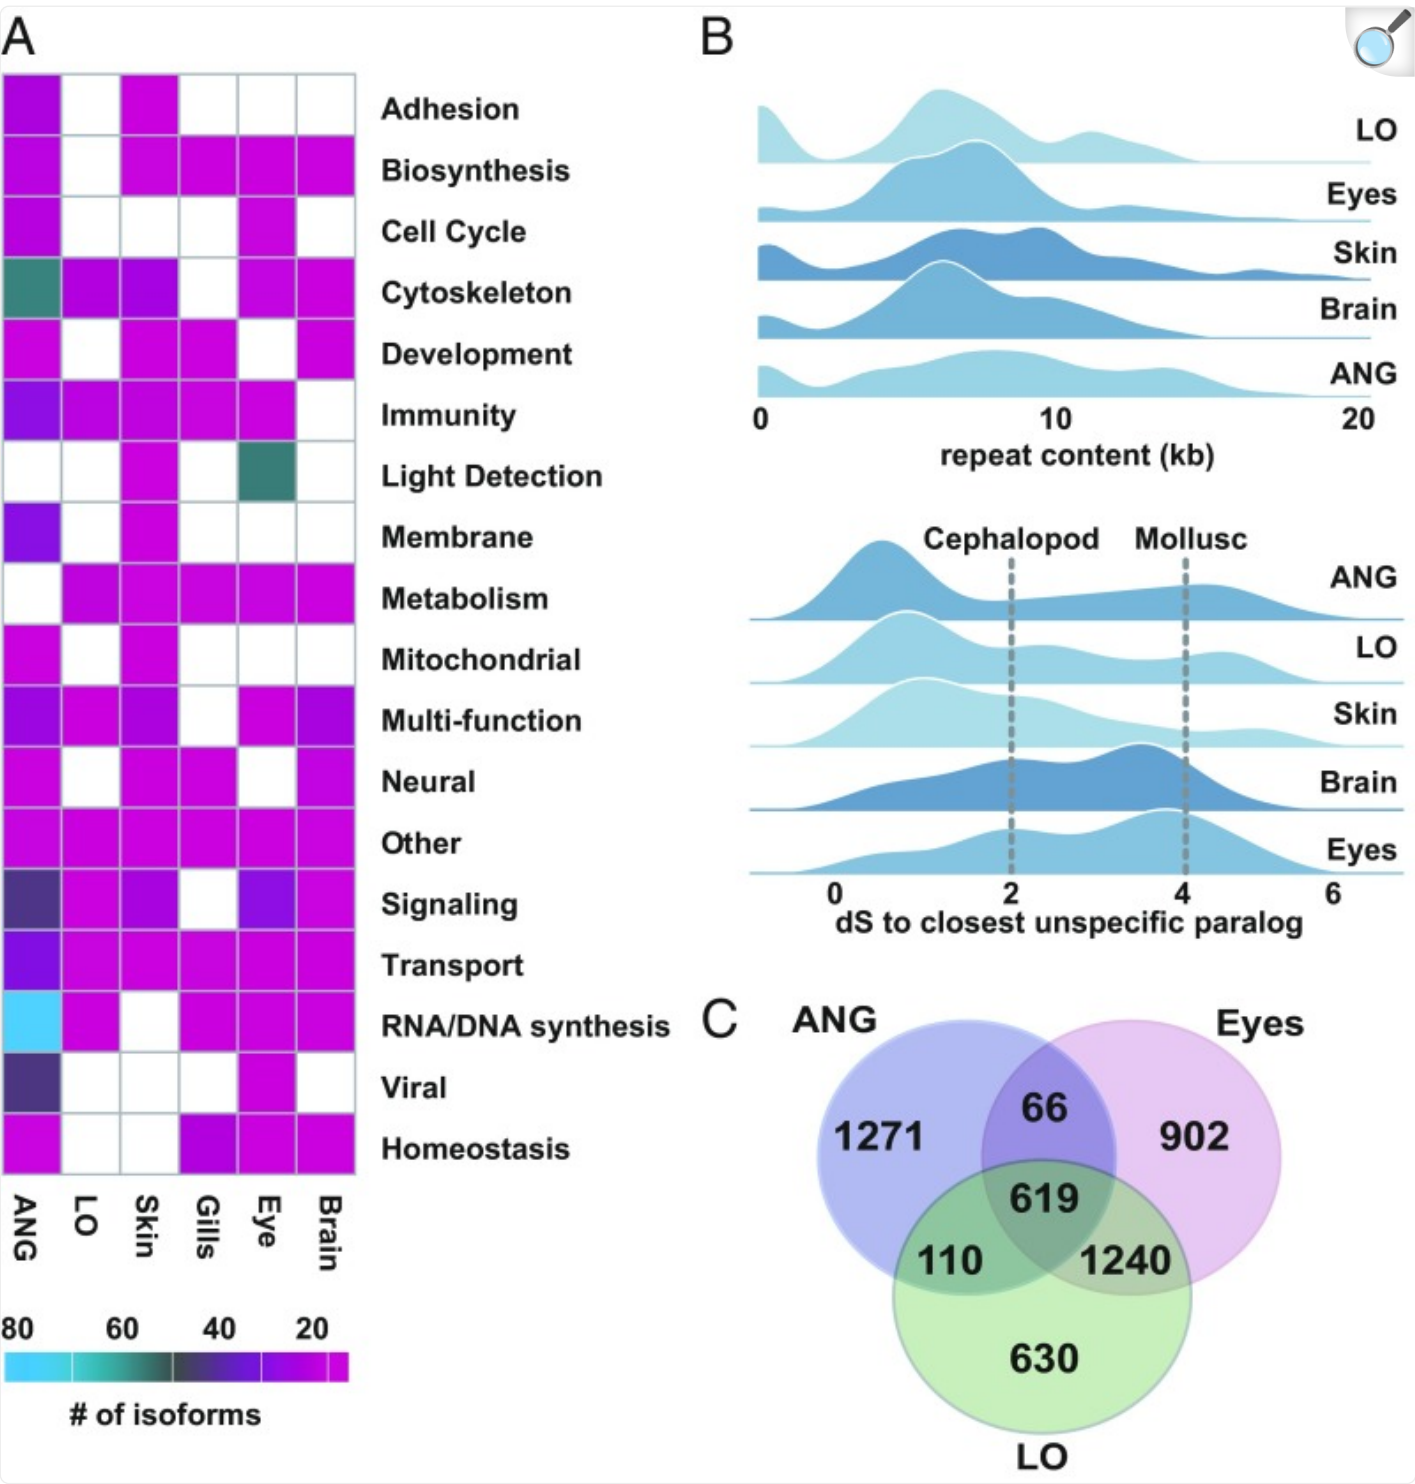 A
Adhesion
Biosynthesis
Cell Cycle
Cytoskeleton
Development
Immunity
Light Detection
Membrane
Metabolism
Mitochondrial
Multi-function
Neural
Other
Signaling
Transport
RNA/DNA synthesis
Viral
Homeostasis
ANG LO Skin Gills Eye Brain
80 60 40 20
# of isoforms
B
LO
Eyes
Skin
Brain
ANG
0 10 20
repeat content (kb)
Cephalopod Mollusc
ANG
LO
Skin
Brain
Eyes
0 2 4 6
dS to closest unspecific paralog
C
ANG Eyes
66
1271 902
619
110 1240
630
LO